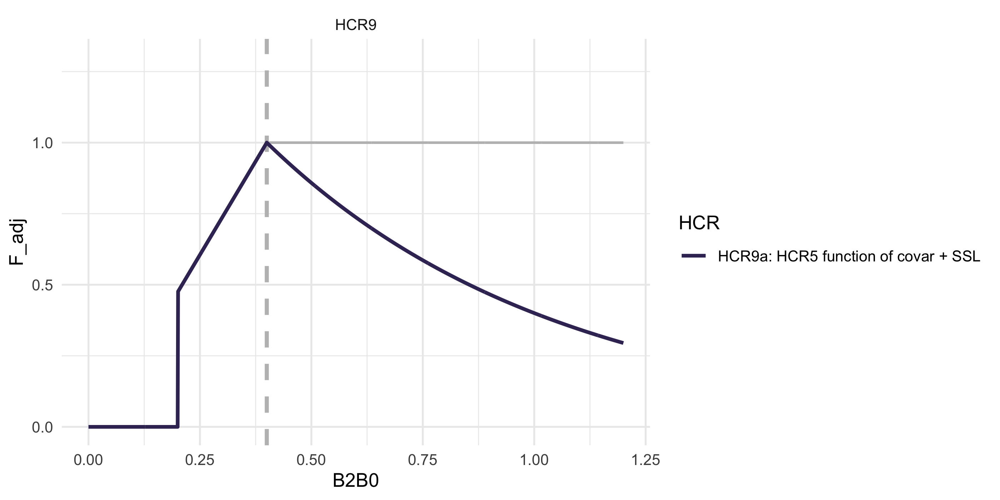 HCR9
1.0
0.5
0.0
F_adj
0.00 0.25 0.50 0.75 1.00 1.25
B2B0
HCR
HCR9a: HCR5 function of covar + SSL